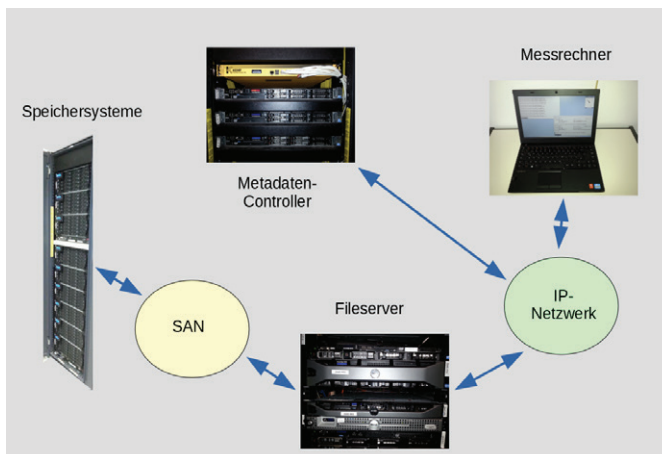 Messrechner
Speichersysteme
Metadaten-
Controller
IP-
Netzwerk
Fileserver
SAN